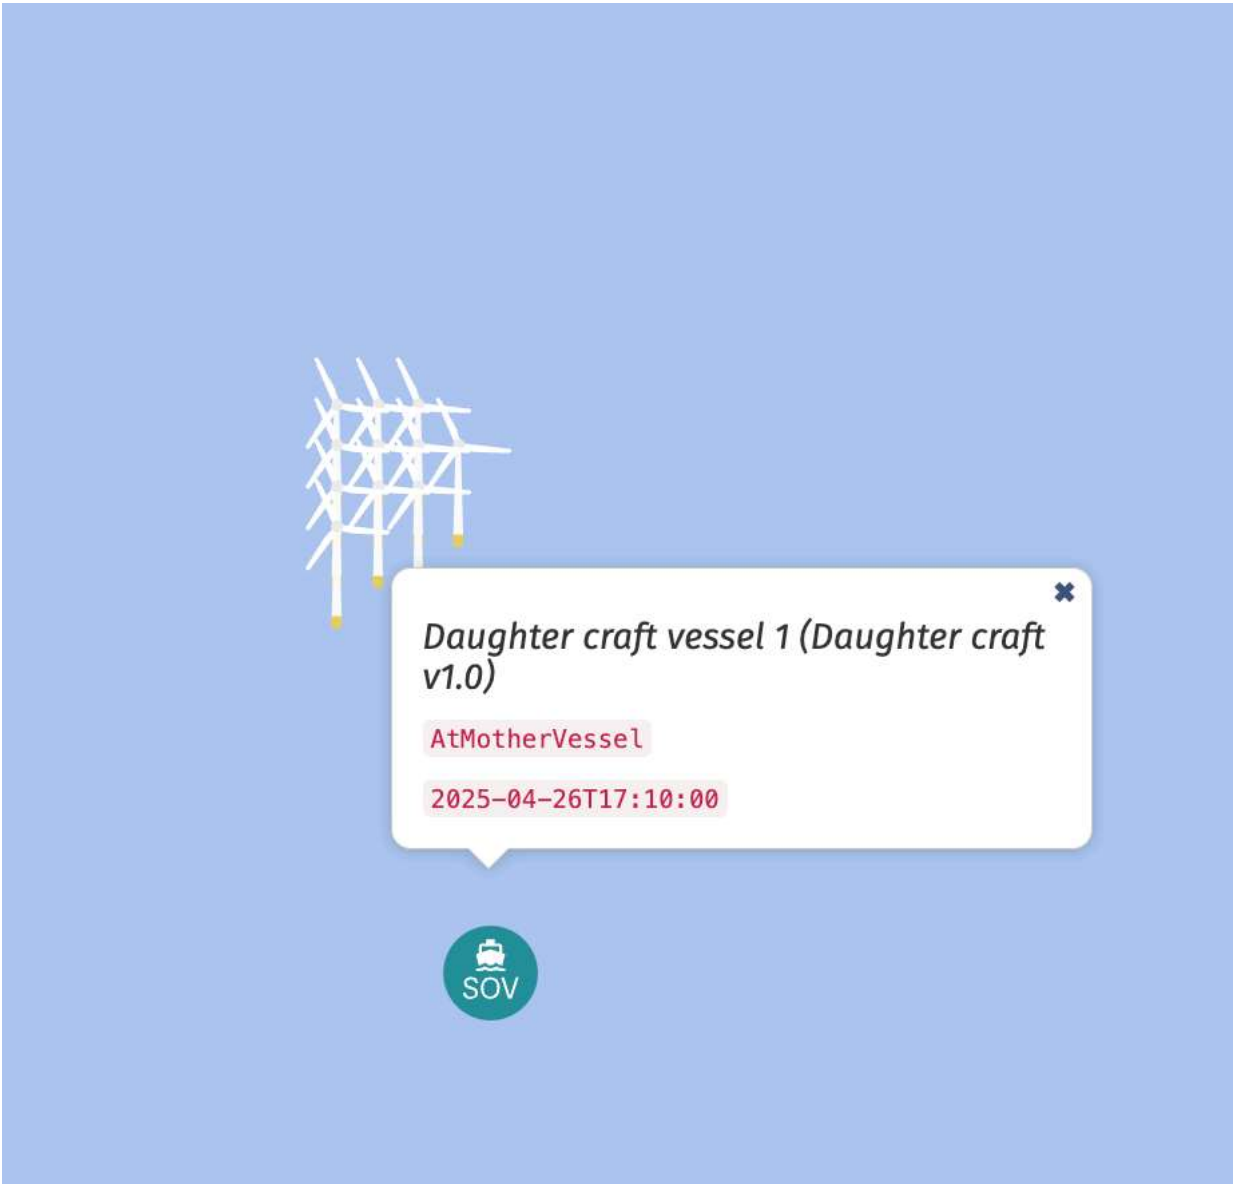 Daughter craft vessel 1 (Daughter craft
v1.0)
AtMotherVessel
2025-04-26T17:10:00
SOV